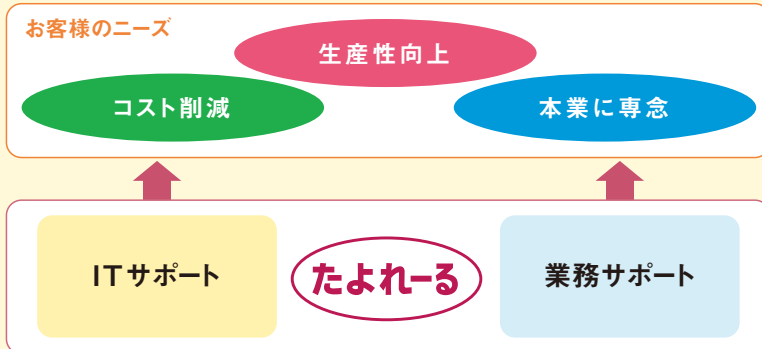 お客様のニーズ
生産性向上
コスト削減
本業に専念
ITサポート
たよれーる
業務サポート